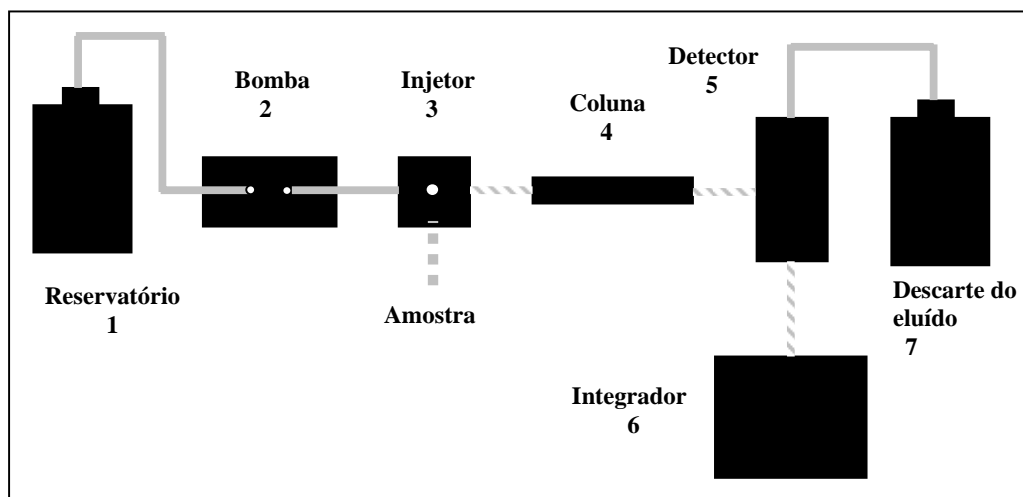 Reservatório
1
Bomba
2
Injetor
3
Amostra
Coluna
4
Detector
5
Integrador
6
Descarte do
eluído
7